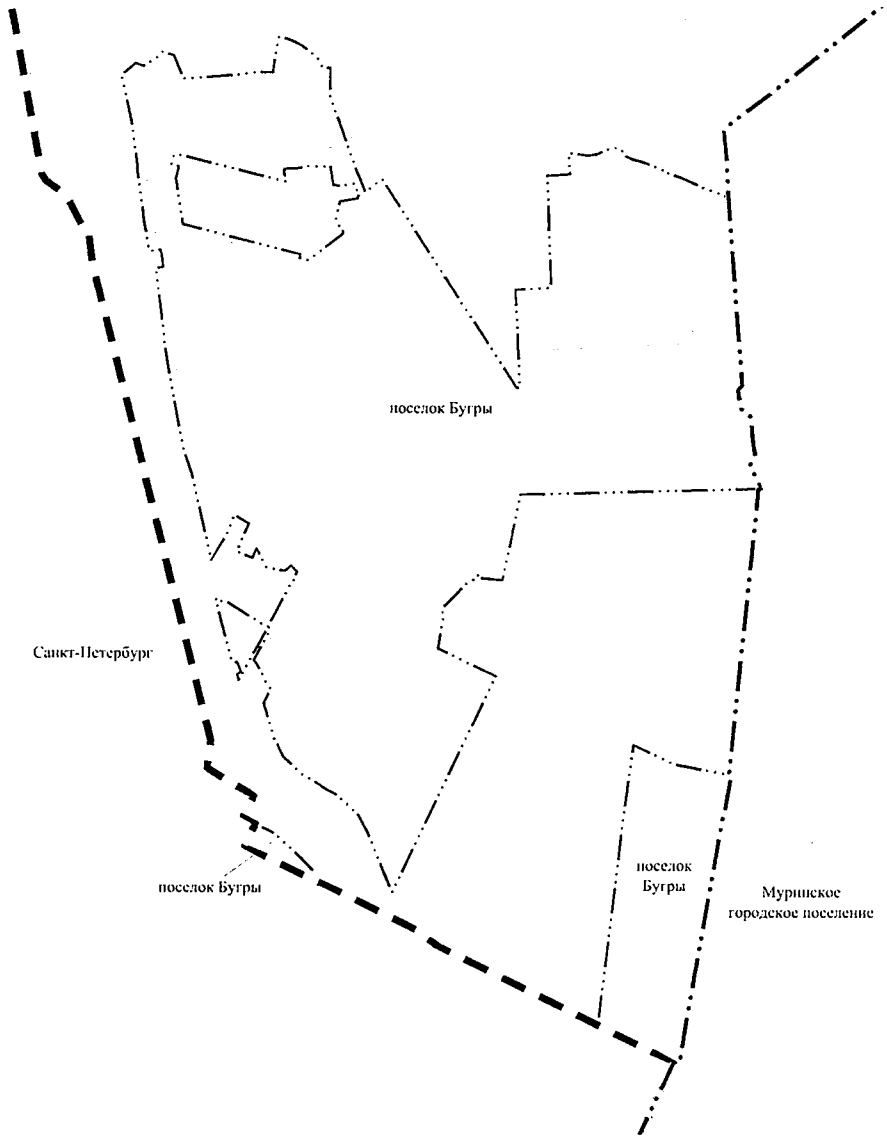 поселок Бугры
Санкт-Петербург
поселок Бугры
поселок
Бугры
Муринское
городское поселение